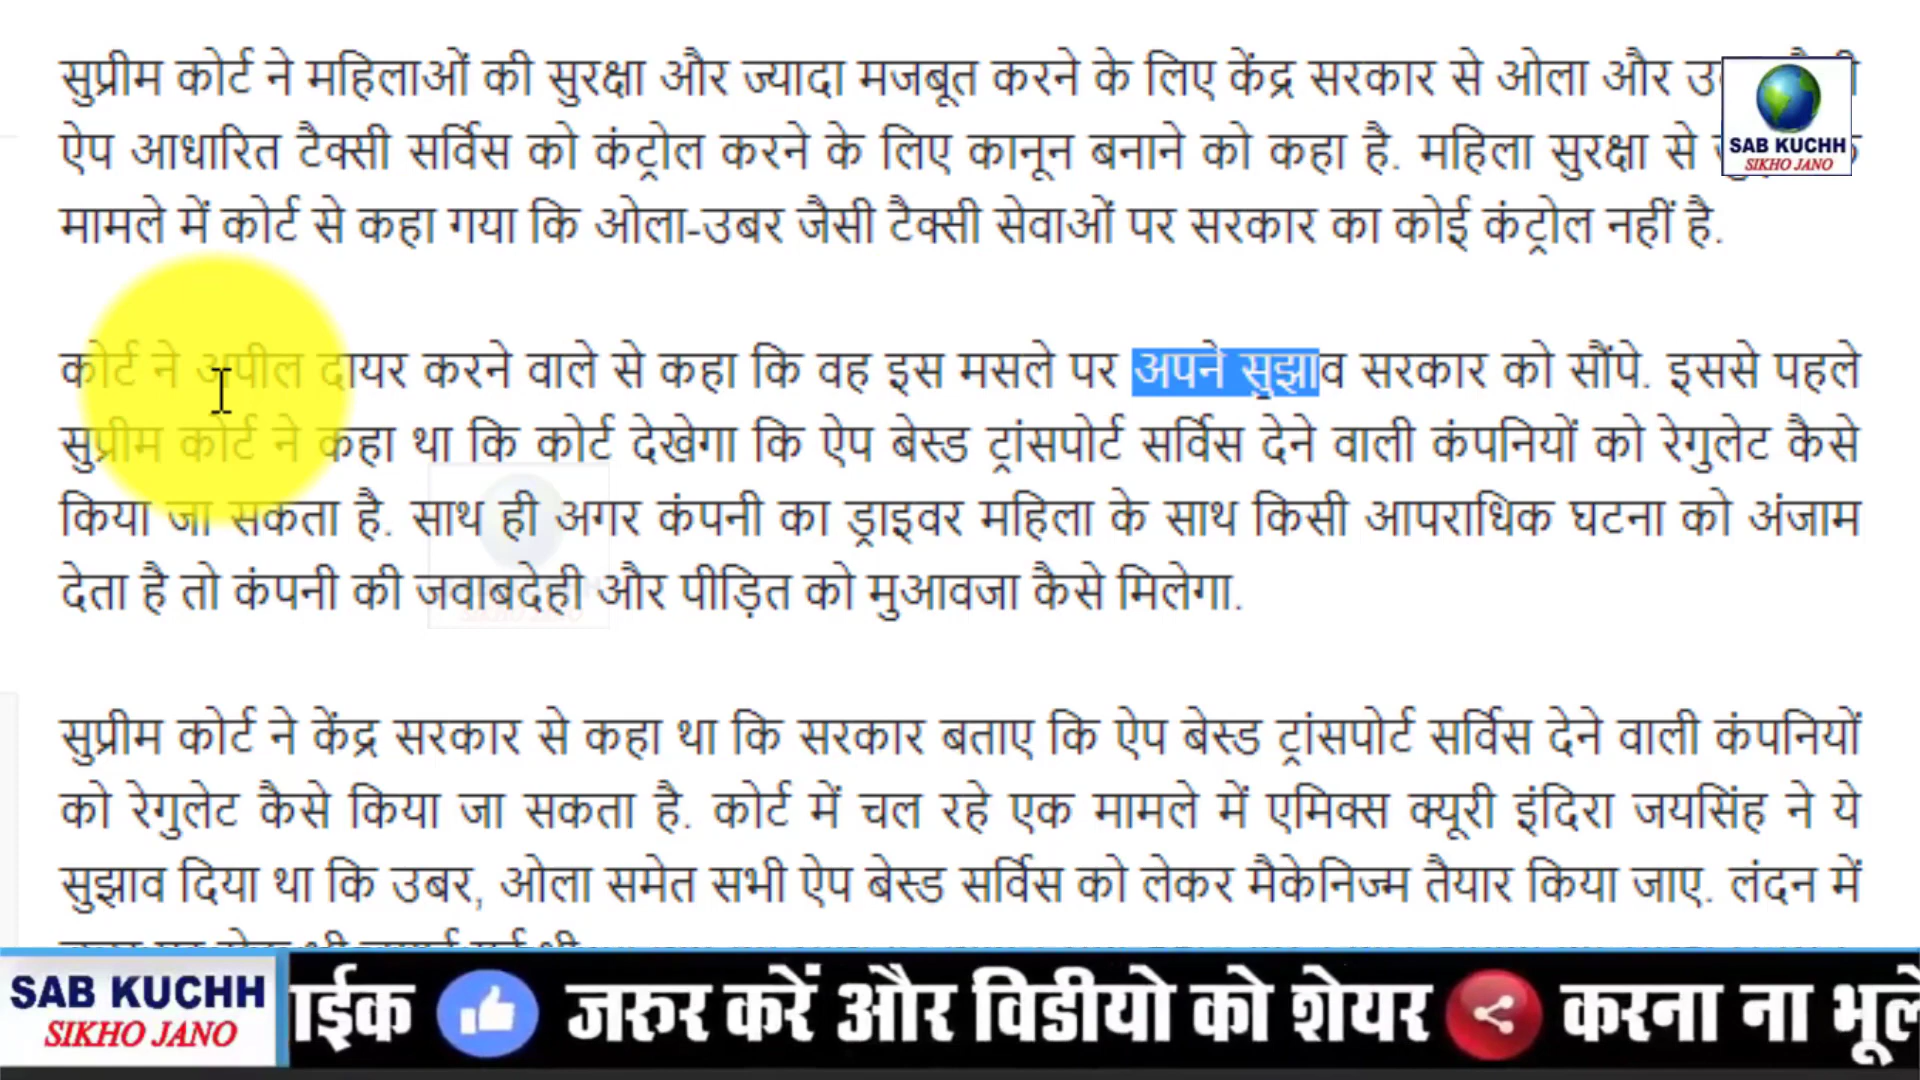 सुप्रीम कोर्ट ने महिलाओं की सुरक्षा और ज्यादा मजबूत करने के लिए केंद्र सरकार से ओला और
ऐप आधारित टैक्सी सर्विस को कंट्रोल करने के लिए कानून बनाने को कहा है. महिला सुरक्षा से
मामले में कोर्ट से कहा गया कि ओला-उबर जैसी टैक्सी सेवाओं पर सरकार का कोई कंट्रोल नहीं है.
SAB KUCHH
SIKHO JANO
कोर्ट ने अपील दायर करने वाले से कहा कि वह इस मसले पर अपने सुझाव सरकार को सौंपे. इससे पहले
सुप्रीम कोर्ट ने कहा था कि कोर्ट देखेगा कि ऐप बेस्ड ट्रांसपोर्ट सर्विस देने वाली कंपनियों को रेगुलेट कैसे
किया जा सकता है. साथ ही अगर कंपनी का ड्राइवर महिला के साथ किसी आपराधिक घटना को अंजाम
देता है तो कंपनी की जवाबदेही और पीड़ित को मुआवजा कैसे मिलेगा.
सुप्रीम कोर्ट ने केंद्र सरकार से कहा था कि सरकार बताए कि ऐप बेस्ड ट्रांसपोर्ट सर्विस देने वाली कंपनियों
को रेगुलेट कैसे किया जा सकता है. कोर्ट में चल रहे एक मामले में एमिक्स क्यूरी इंदिरा जयसिंह ने ये
सुझाव दिया था कि उबर, ओला समेत सभी ऐप बेस्ड सर्विस को लेकर मैकेनिज्म तैयार किया जाए. लंदन में
SAB KUCHH
SIKHO JANO
ाईक जरुर करें और विडीयो को शेयर करना ना भूले